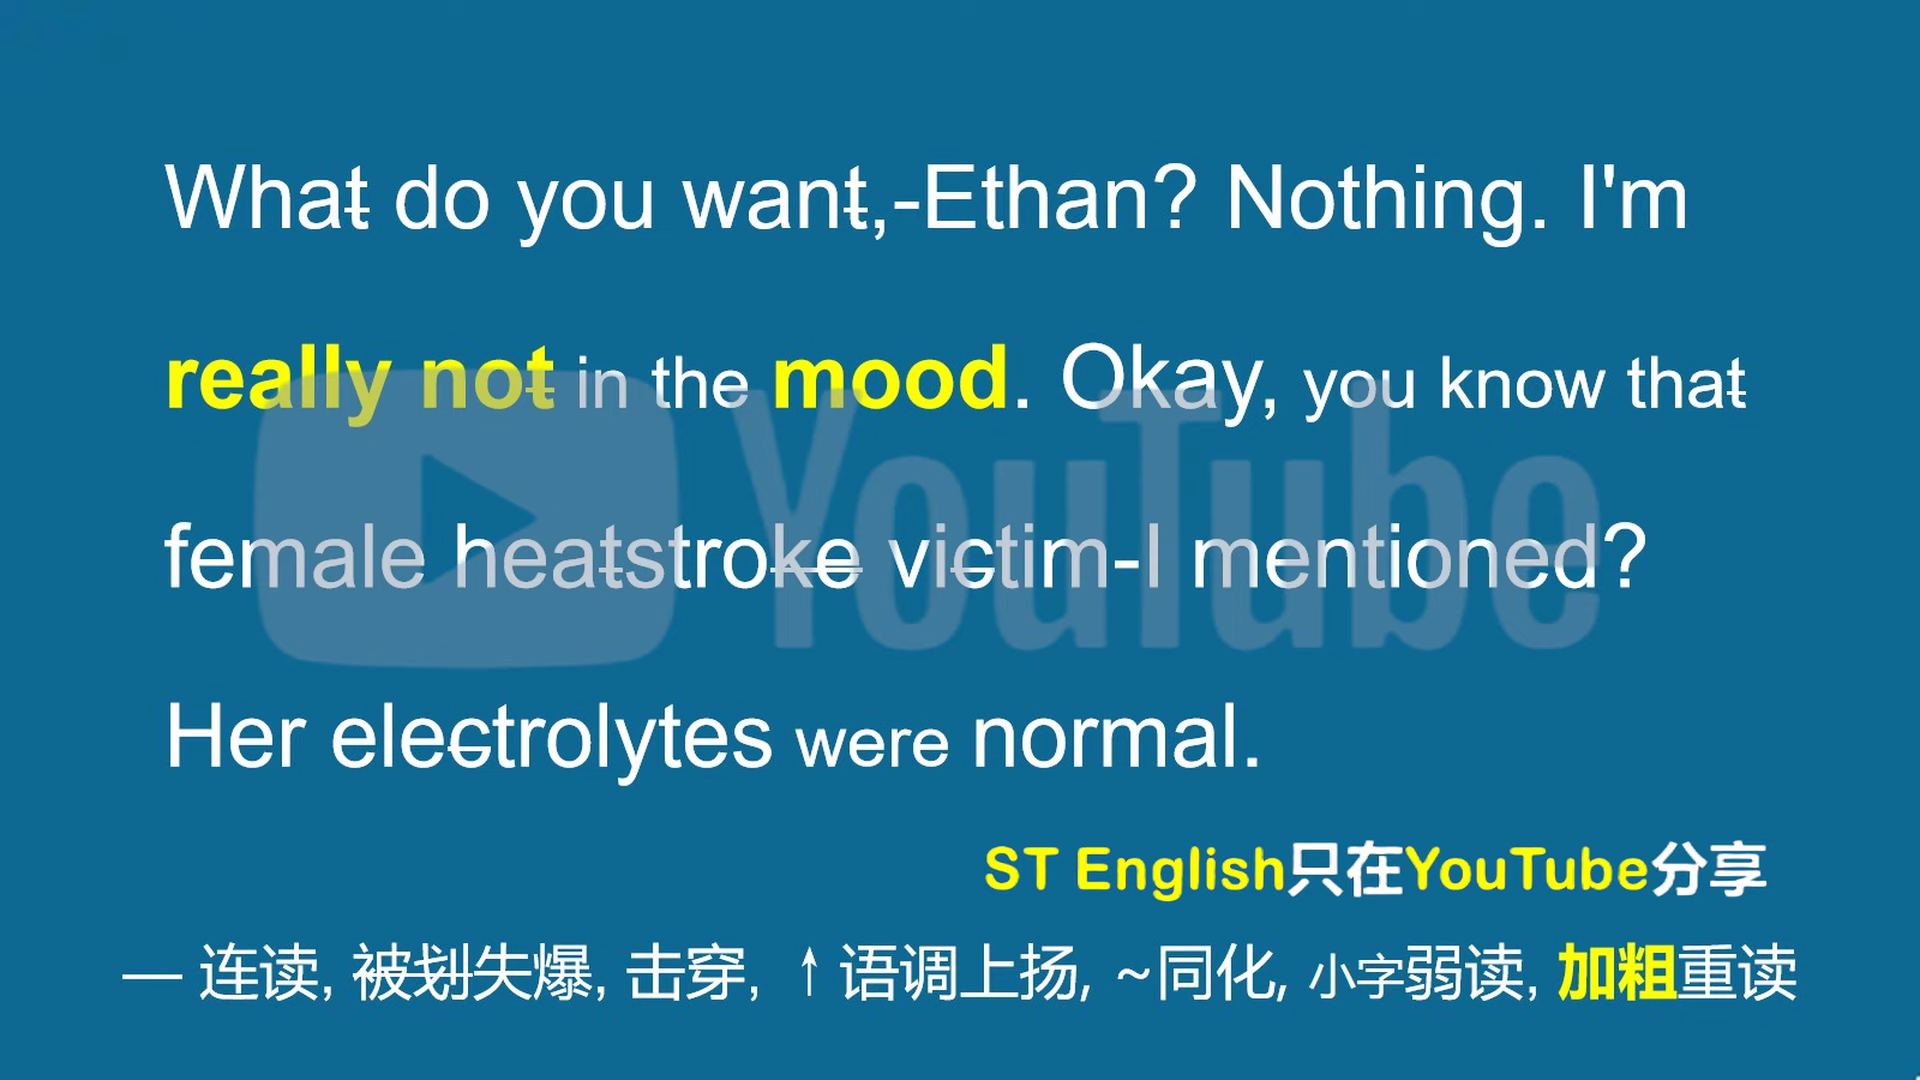 What do you want,-Ethan? Nothing. I'm
really not in the mood. Okay, you know that
female heatstroke victim-I mentioned?
YouTube
Her electrolytes were normal.
ST English只在YouTube分享
— 连读, 被划失爆, 击穿, ↑语调上扬, ~同化, 小字弱读, 加粗重读